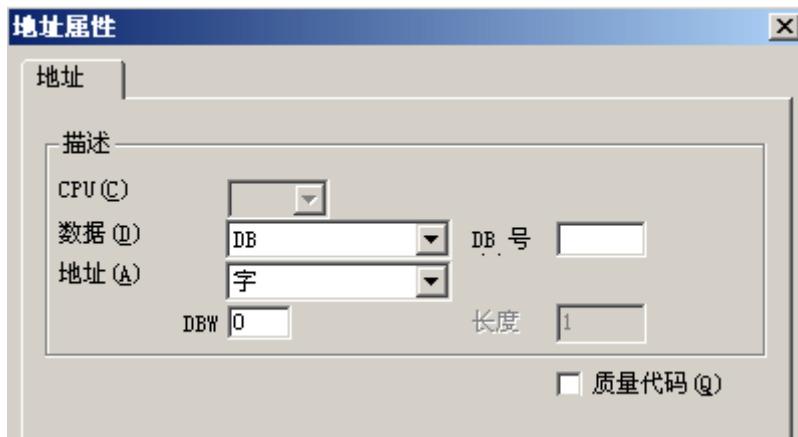 地址属性
地址
描述
CPU(C)
数据(D) DB DB 号
地址(A) 字
DBW 0 长度 1
质量代码(Q)